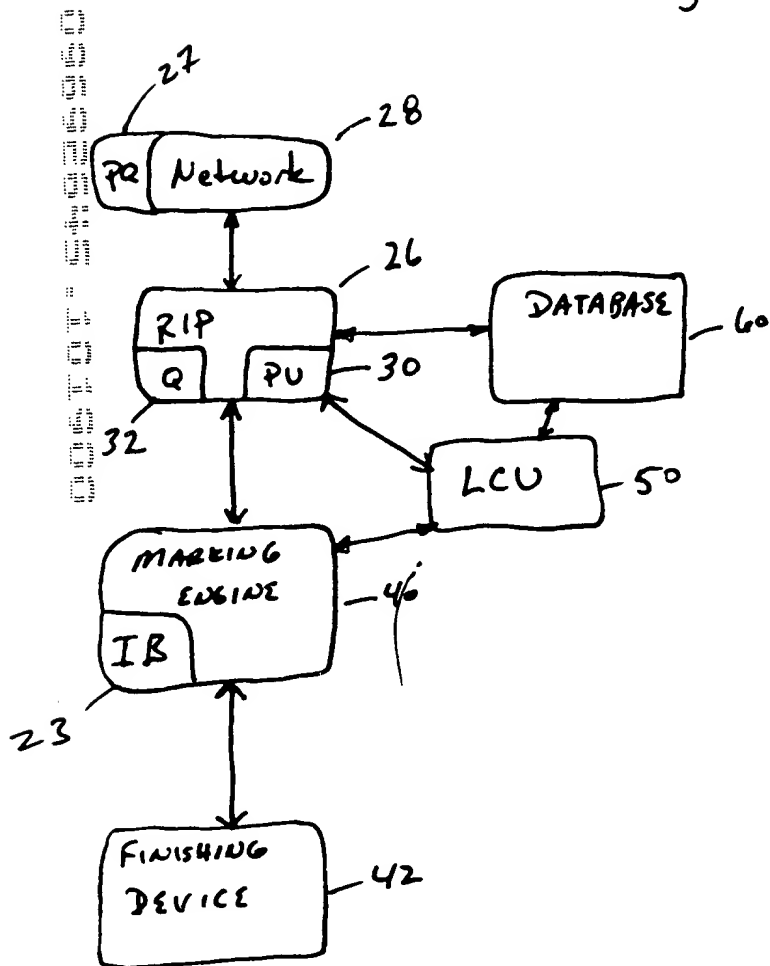 27
28
PQ Network
26
RIP
DATABASE
60
Q
PU
30
32
LCU
50
MARKING
ENGINE
46
IB
23
FINISHING
DEVICE
42